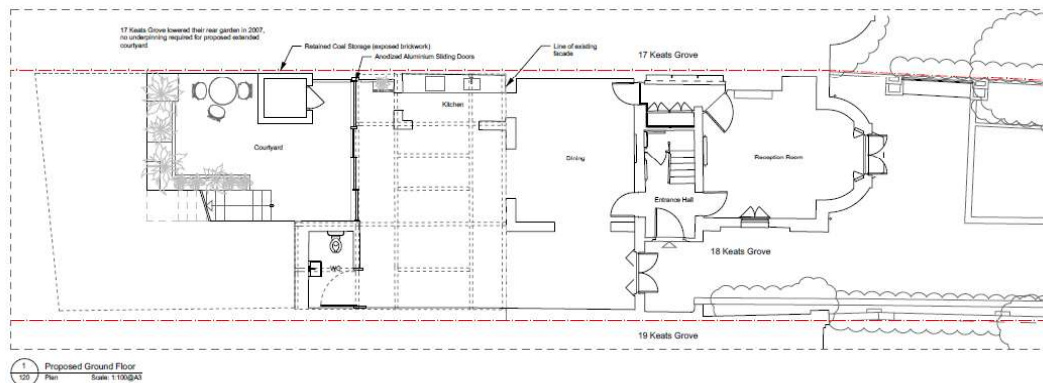 17 Keats Grove lowered their rear garden in 2007,
no underpinning required for proposed extended
courtyard
Retained Coal Storage (exposed brickwork)
Anodized Aluminium Sliding Doors
Line of existing
facade
17 Keats Grove
Kitchen
Courtyard
Dining
Reception Room
Entrance Hall
18 Keats Grove
WC
19 Keats Grove
1
120
Proposed Ground Floor
Plan Scale: 1:100@A3